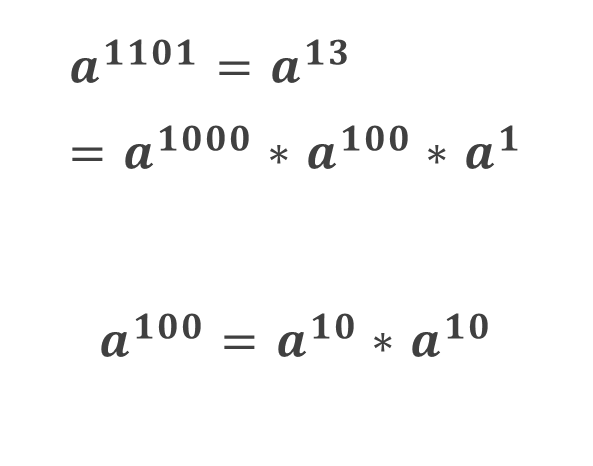 a^1101 = a^13
= a^1000 * a^100 * a^1
a^100 = a^10 * a^10